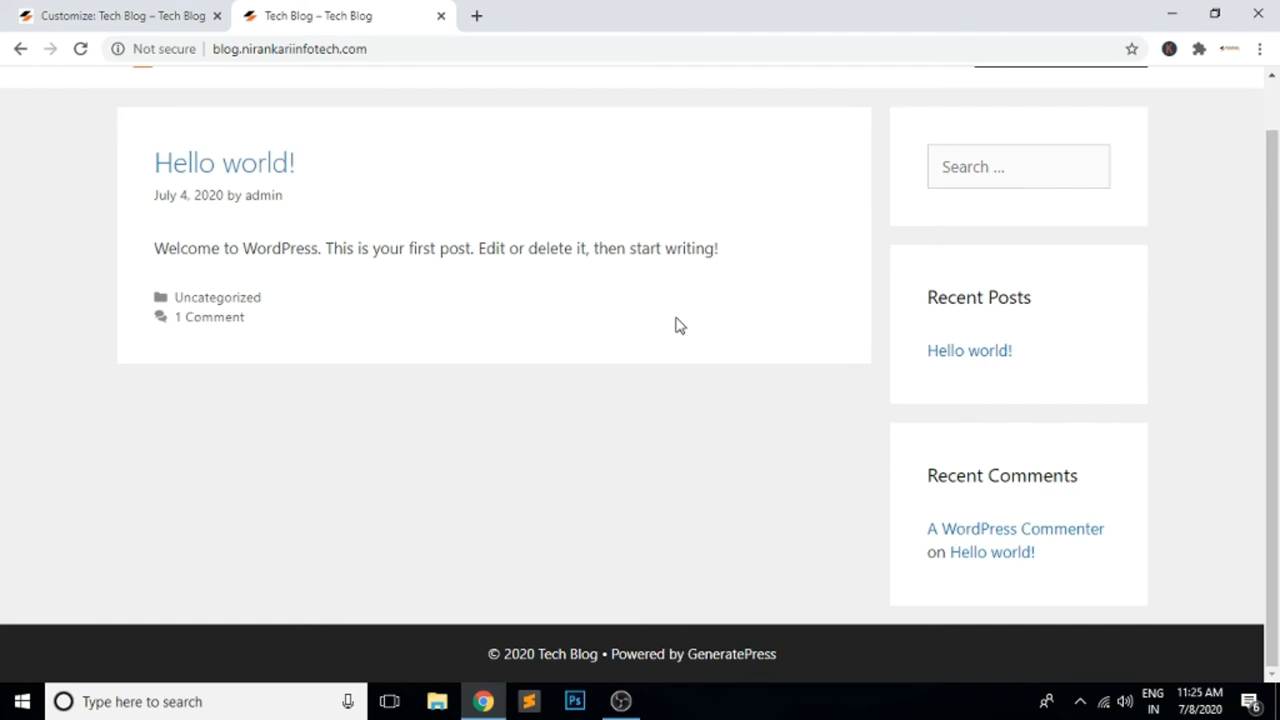 Customize: Tech Blog – Tech Blog
Tech Blog – Tech Blog
Not secure
blog.nirankariinfotech.com
K
Hello world!
July 4, 2020 by admin
Welcome to WordPress. This is your first post. Edit or delete it, then start writing!
Uncategorized
1 Comment
Search ...
Recent Posts
Hello world!
Recent Comments
A WordPress Commenter
on Hello world!
© 2020 Tech Blog • Powered by GeneratePress
Type here to search
Ps
ENG
IN
11:25 AM
7/8/2020
6